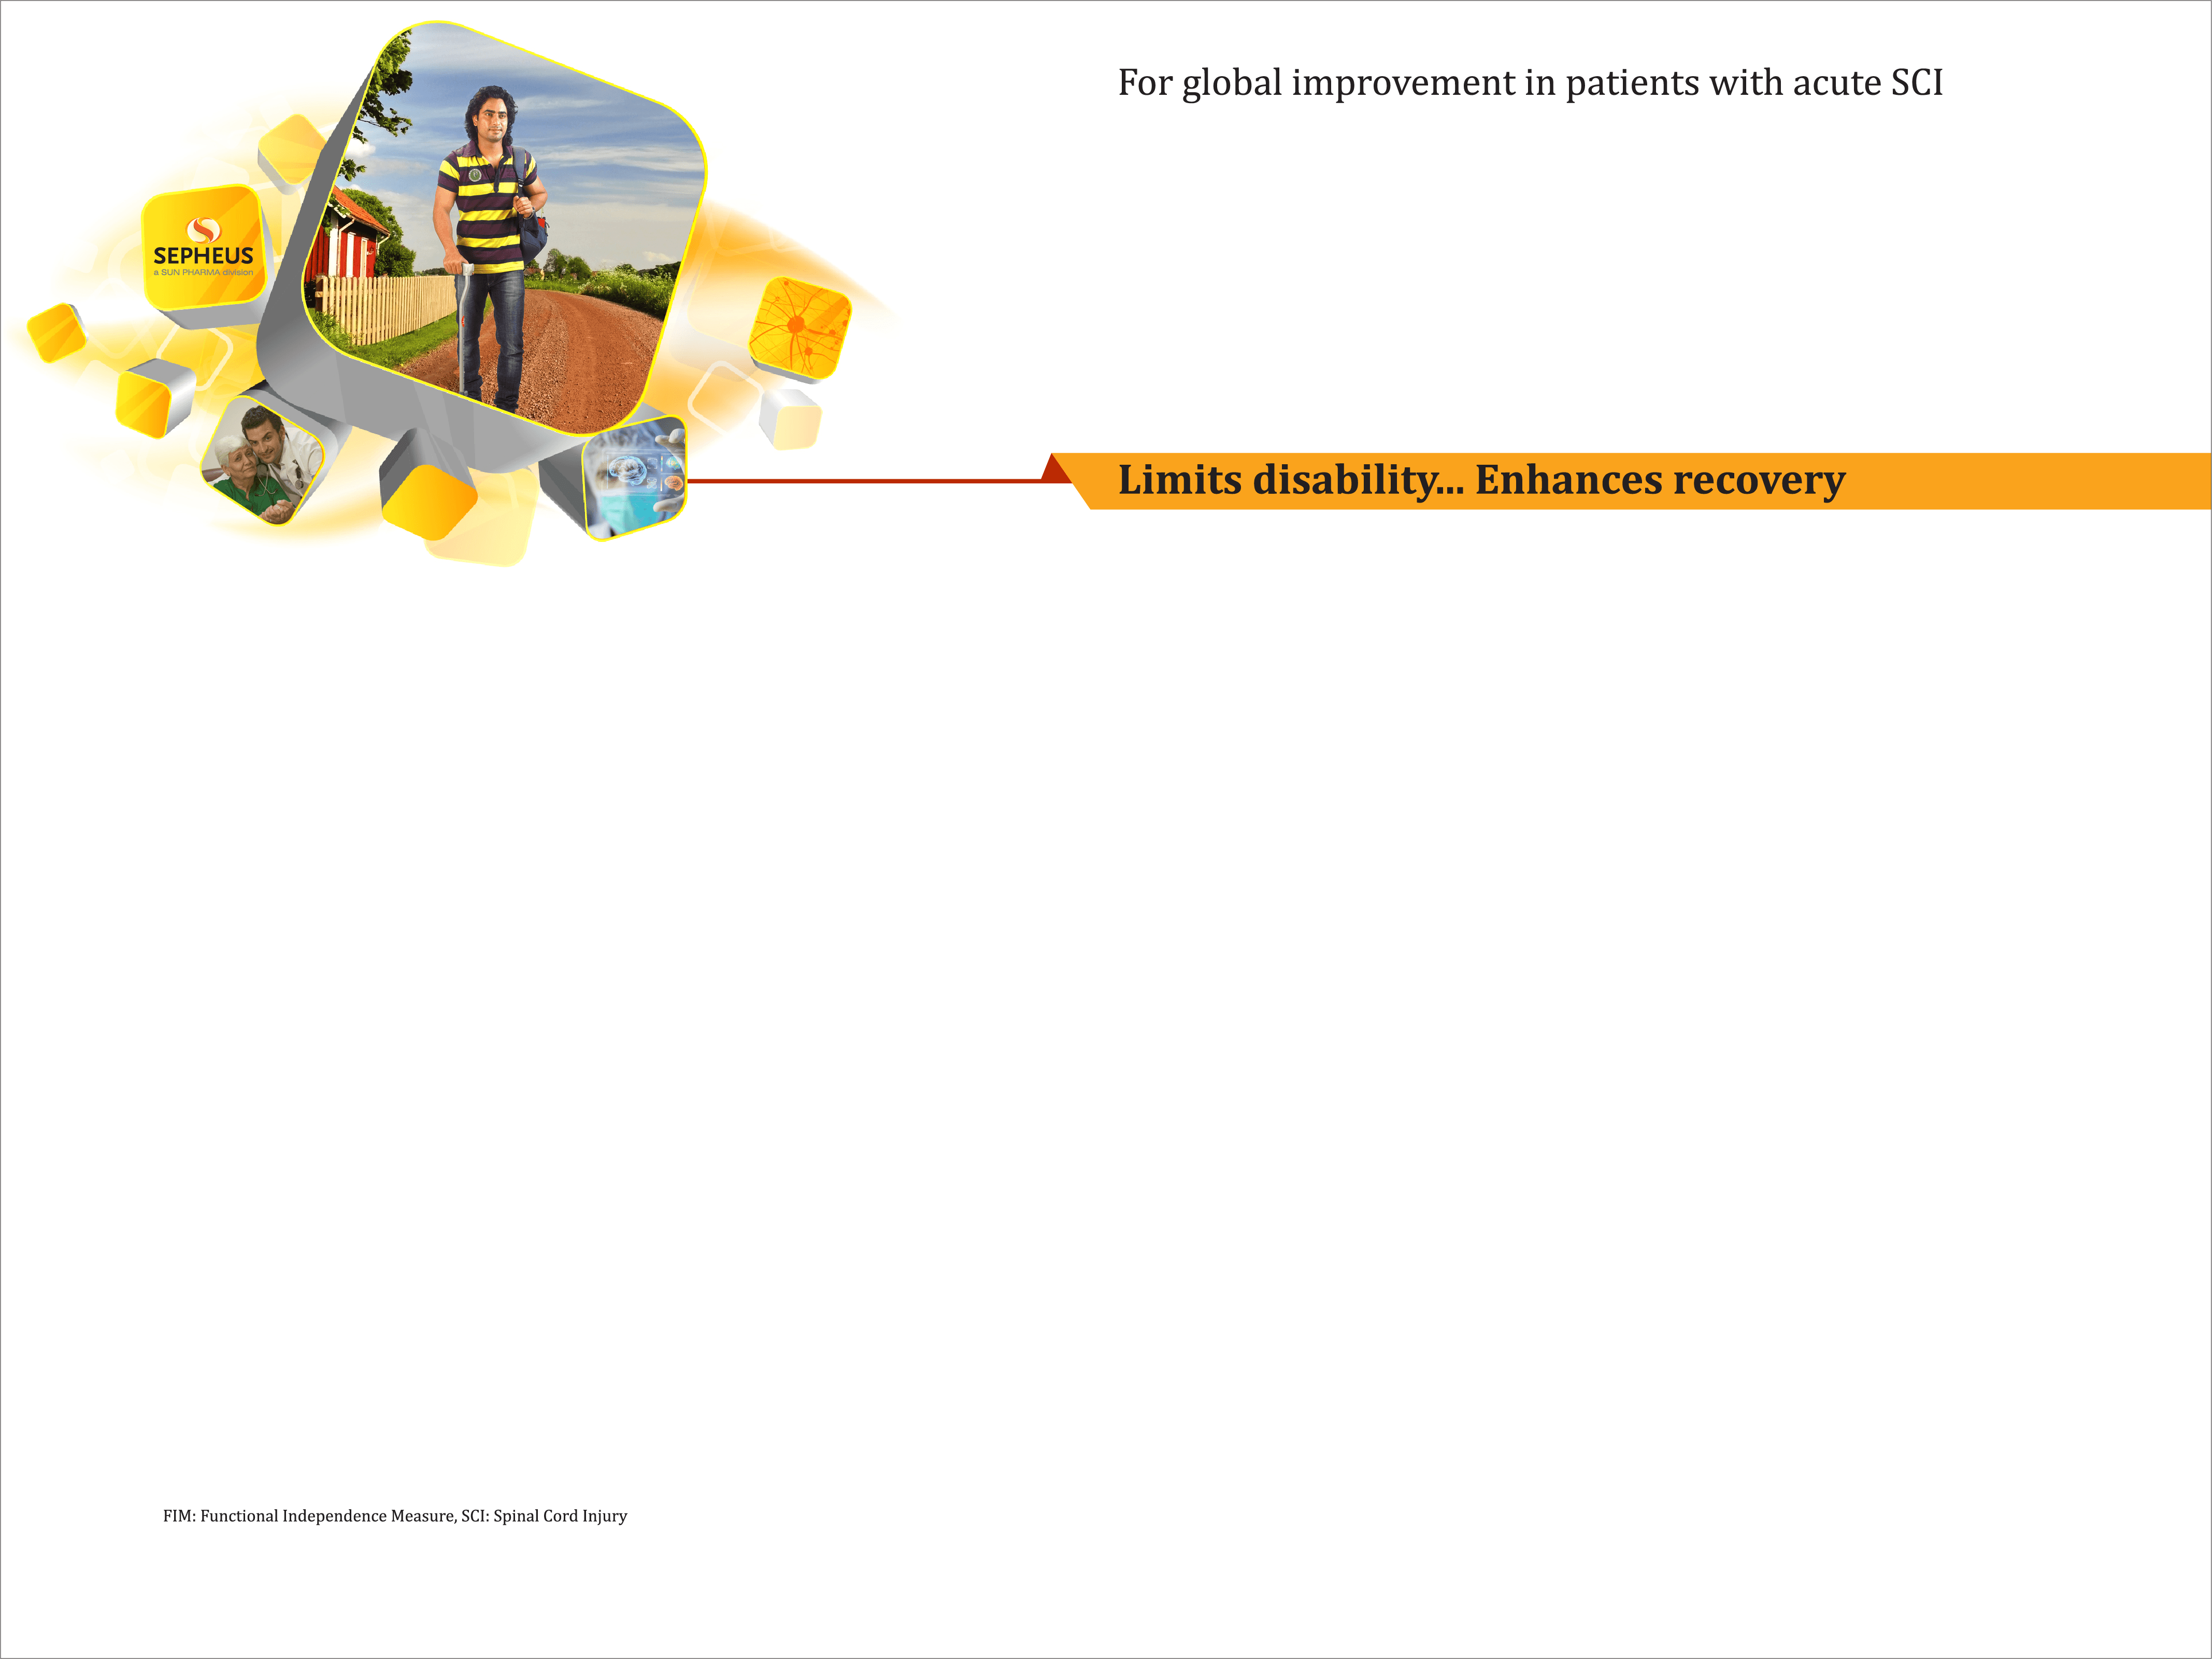 For global improvement in patients with acute SCI
SEPHEUS
a SUN PHARMA division
Limits disability... Enhances recovery
FIM: Functional Independence Measure, SCI: Spinal Cord Injury